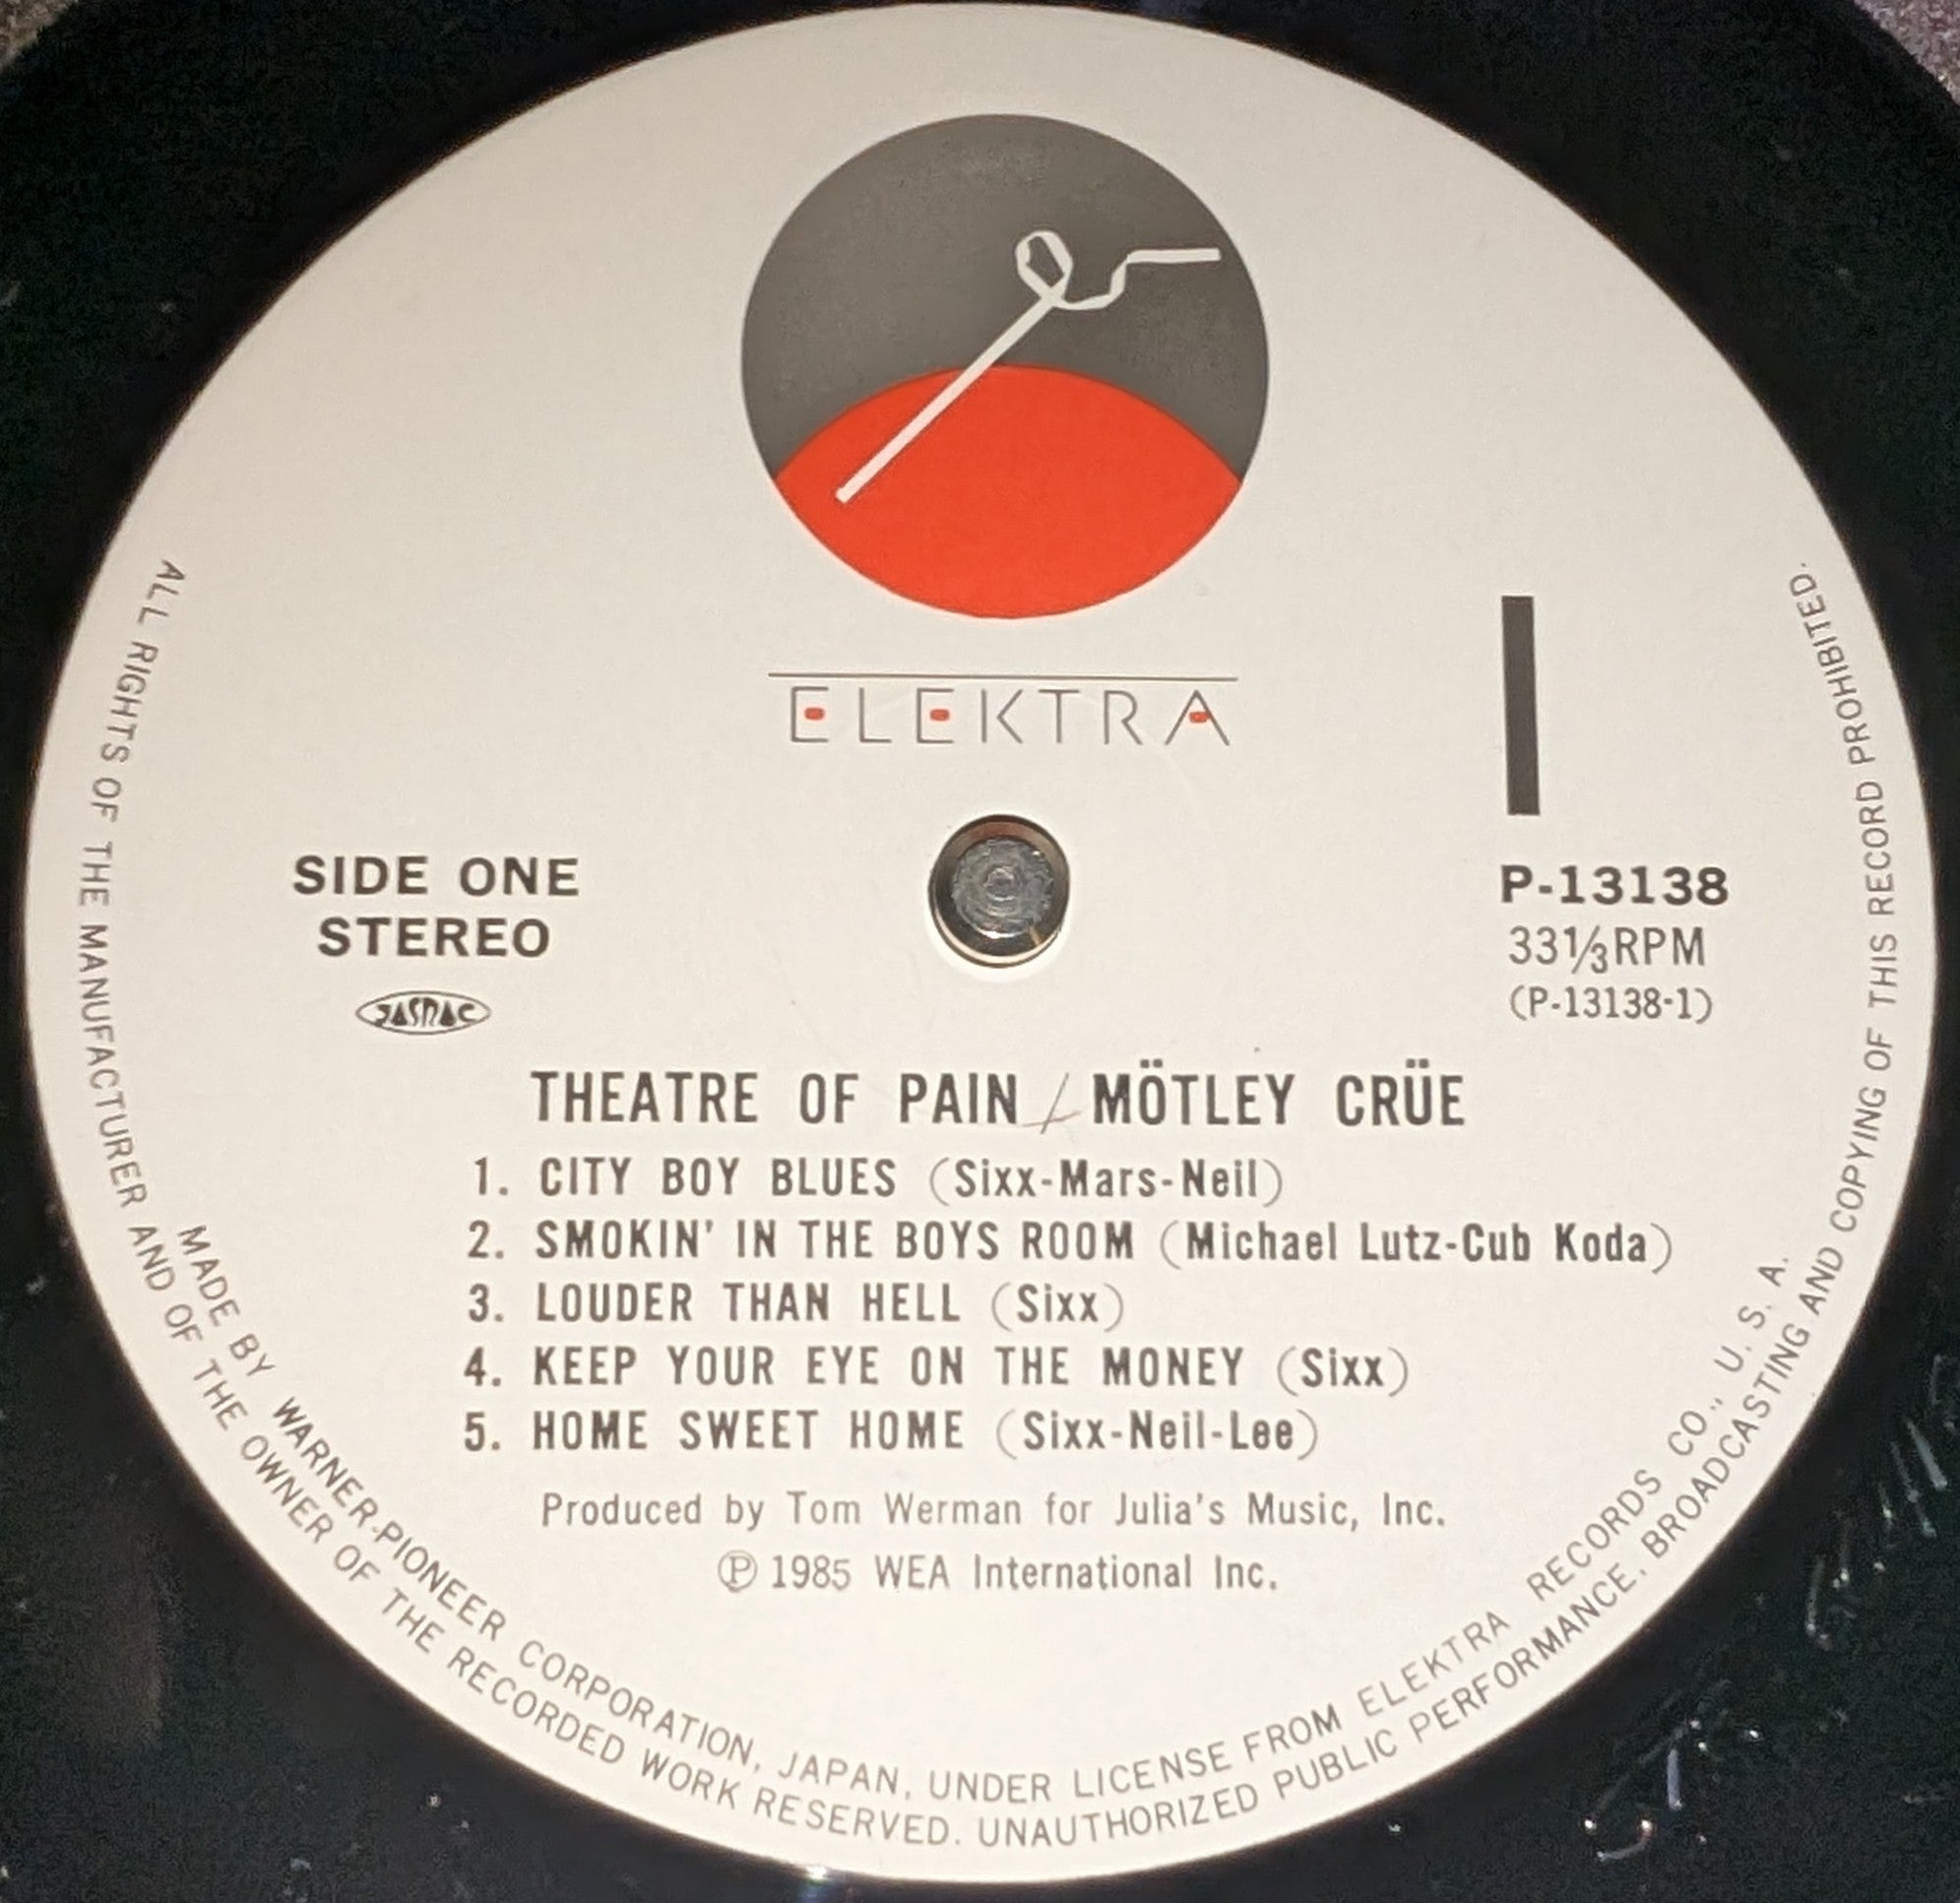 ELEKTRA
I
SIDE ONE
STEREO
JASRAC
P-13138
33⅓RPM
(P-13138-1)
THEATRE OF PAIN / MÖTLEY CRÜE
1. CITY BOY BLUES (Sixx-Mars-Neil)
2. SMOKIN' IN THE BOYS ROOM (Michael Lutz-Cub Koda)
3. LOUDER THAN HELL (Sixx)
4. KEEP YOUR EYE ON THE MONEY (Sixx)
5. HOME SWEET HOME (Sixx-Neil-Lee)
Produced by Tom Werman for Julia's Music, Inc.
℗ 1985 WEA International Inc.
MADE BY WARNER-PIONEER CORPORATION, JAPAN, UNDER LICENSE FROM ELEKTRA RECORDS CO., U. S. A.
ALL RIGHTS OF THE MANUFACTURER AND OF THE OWNER OF THE RECORDED WORK RESERVED. UNAUTHORIZED PUBLIC PERFORMANCE, BROADCASTING AND COPYING OF THIS RECORD PROHIBITED.